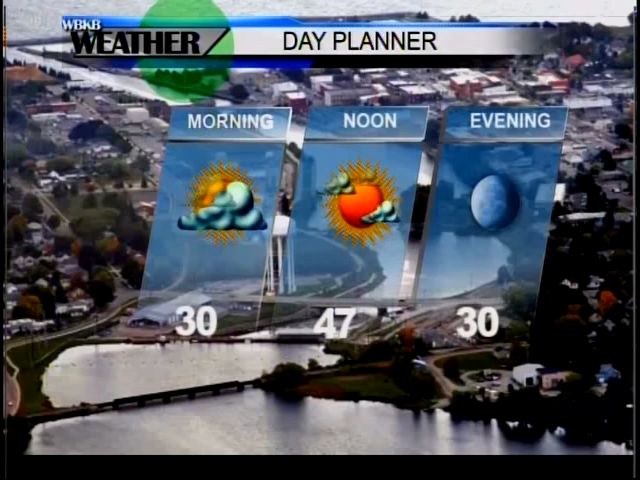 WBKB
WEATHER
DAY PLANNER
MORNING
NOON
EVENING
30
47
30